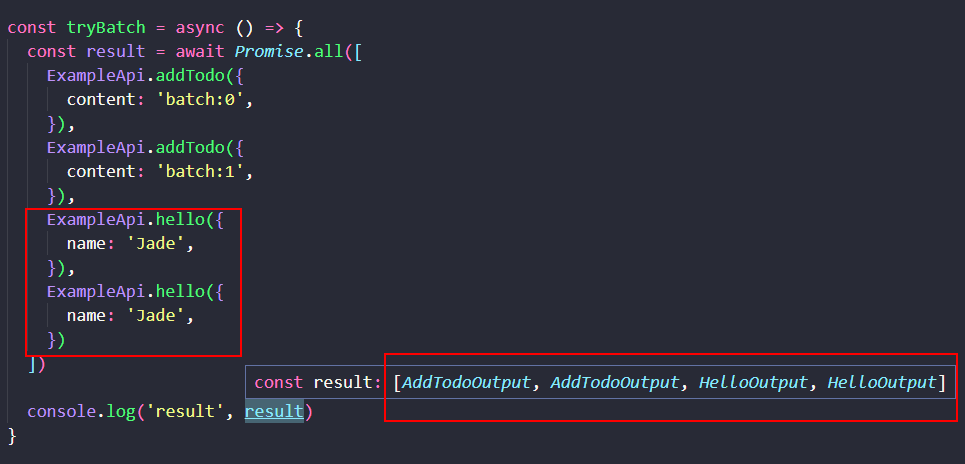 const tryBatch = async () => {
const result = await Promise.all([
ExampleApi.addTodo({
content: 'batch:0',
}),
ExampleApi.addTodo({
content: 'batch:1',
}),
ExampleApi.hello({
name: 'Jade',
}),
ExampleApi.hello({
name: 'Jade',
})
])
const result: [AddTodoOutput, AddTodoOutput, HelloOutput, HelloOutput]
console.log('result', result)
}